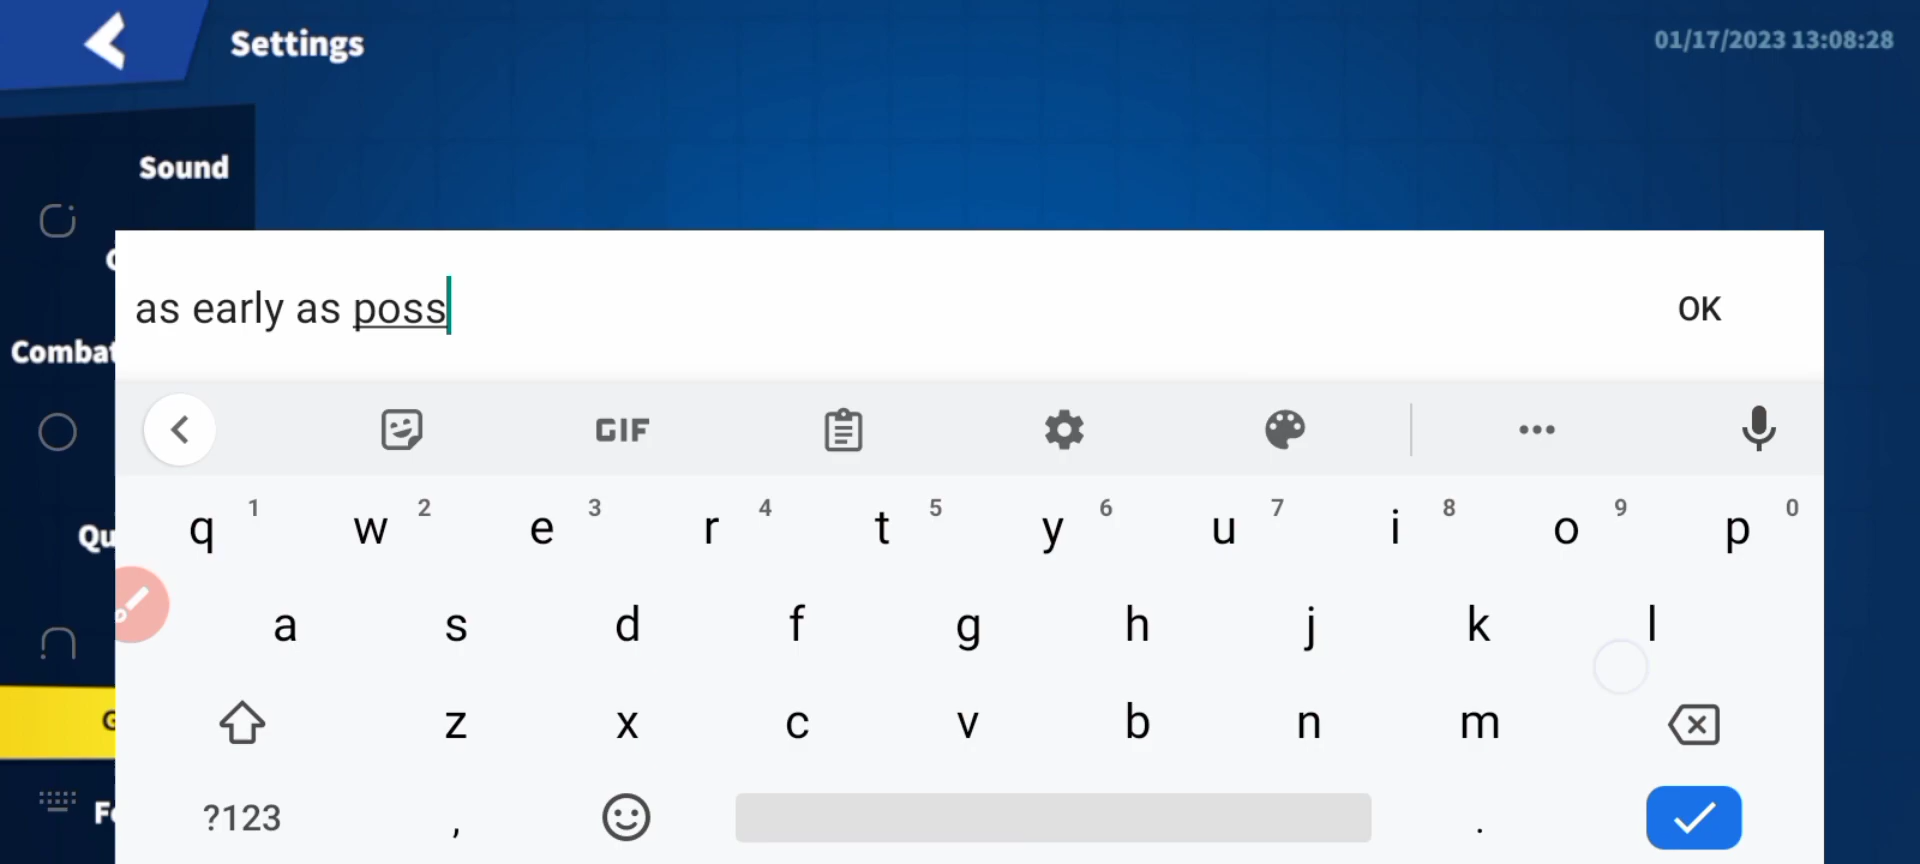 Settings
01/17/2023 13:08:28
Sound
Combat
Qu
as early as poss
OK
GIF
q 1 w 2 e 3 r 4 t 5 y 6 u 7 i 8 o 9 p 0
a s d f g h j k l
z x c v b n m
?123 , .